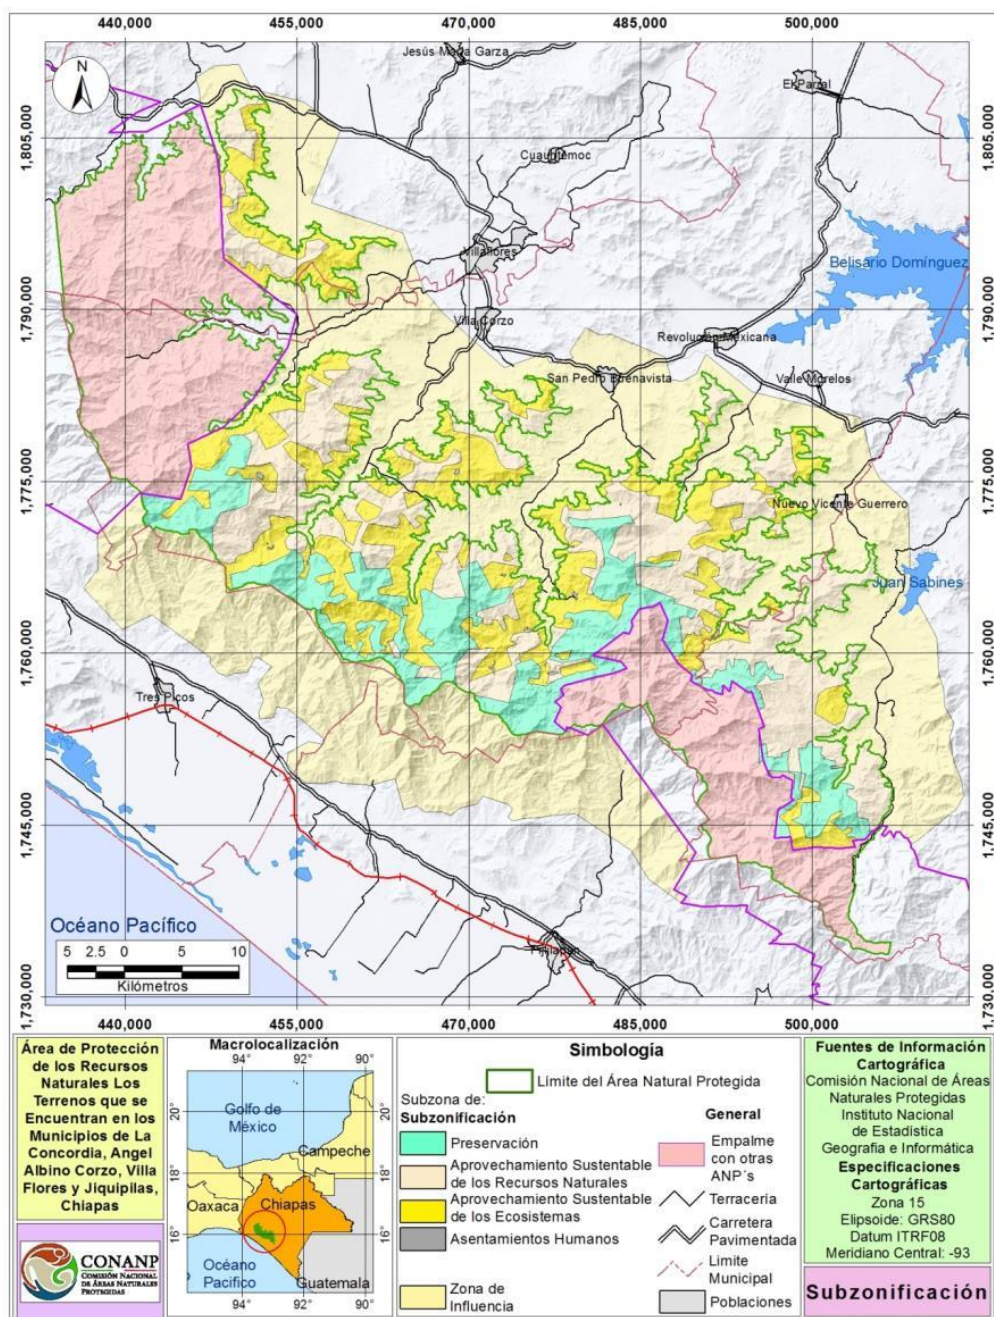 440,000
455,000
470,000
485,000
500,000
1,805,000
1,790,000
1,775,000
1,760,000
1,745,000
1,730,000
1,805,000
1,790,000
1,775,000
1,760,000
1,745,000
1,730,000
N
Jesús María Garza
El Parral
Cuauhtemoc
Villaflores
Belisario Domínguez
Villa Corzo
Revolución Mexicana
San Pedro Buenavista
Valle Morelos
Nuevo Vicente Guerrero
Juan Sabines
Tres Picos
Pijijiapan
Océano Pacífico
5 2.5 0 5 10
Kilómetros
440,000
455,000
470,000
485,000
500,000
Área de Protección
de los Recursos
Naturales Los
Terrenos que se
Encuentran en los
Municipios de La
Concordia, Angel
Albino Corzo, Villa
Flores y Jiquipilas,
Chiapas
CONANP
COMISIÓN NACIONAL
DE ÁREAS NATURALES
PROTEGIDAS
Macrolocalización
94° 92° 90°
20°
18°
16°
20°
18°
16°
Golfo de
México
Campeche
Oaxaca
Chiapas
Océano
Pacifico
Guatemala
94° 92° 90°
Simbología
Límite del Área Natural Protegida
Subzona de:
Subzonificación
Preservación
Aprovechamiento Sustentable
de los Recursos Naturales
Aprovechamiento Sustentable
de los Ecosistemas
Asentamientos Humanos
Zona de
Influencia
General
Empalme
con otras
ANP´s
Terraceria
Carretera
Pavimentada
Limite
Municipal
Poblaciones
Fuentes de Información
Cartográfica
Comisión Nacional de Áreas
Naturales Protegidas
Instituto Nacional
de Estadística
Geografia e Informática
Especificaciones
Cartográficas
Zona 15
Elipsoide: GRS80
Datum ITRF08
Meridiano Central: -93
Subzonificación